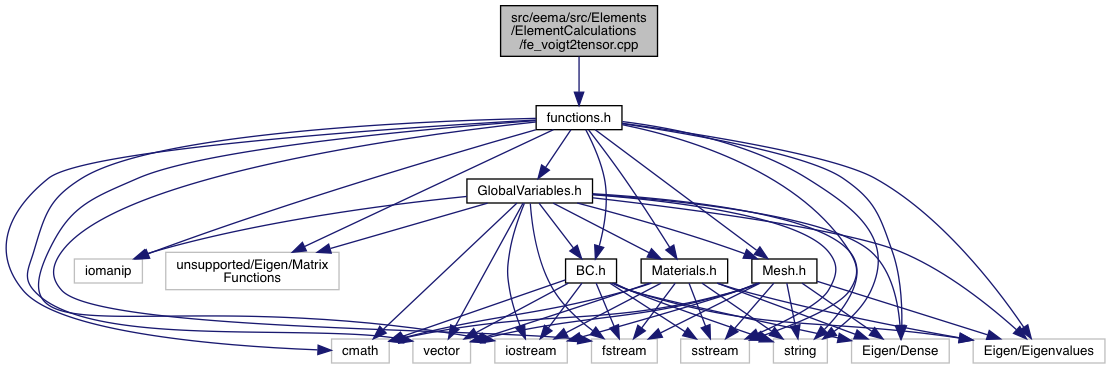 src/eema/src/Elements
/ElementCalculations
/fe_voigt2tensor.cpp
functions.h
GlobalVariables.h
iomanip
unsupported/Eigen/Matrix
Functions
BC.h
Materials.h
Mesh.h
cmath
vector
iostream
fstream
sstream
string
Eigen/Dense
Eigen/Eigenvalues